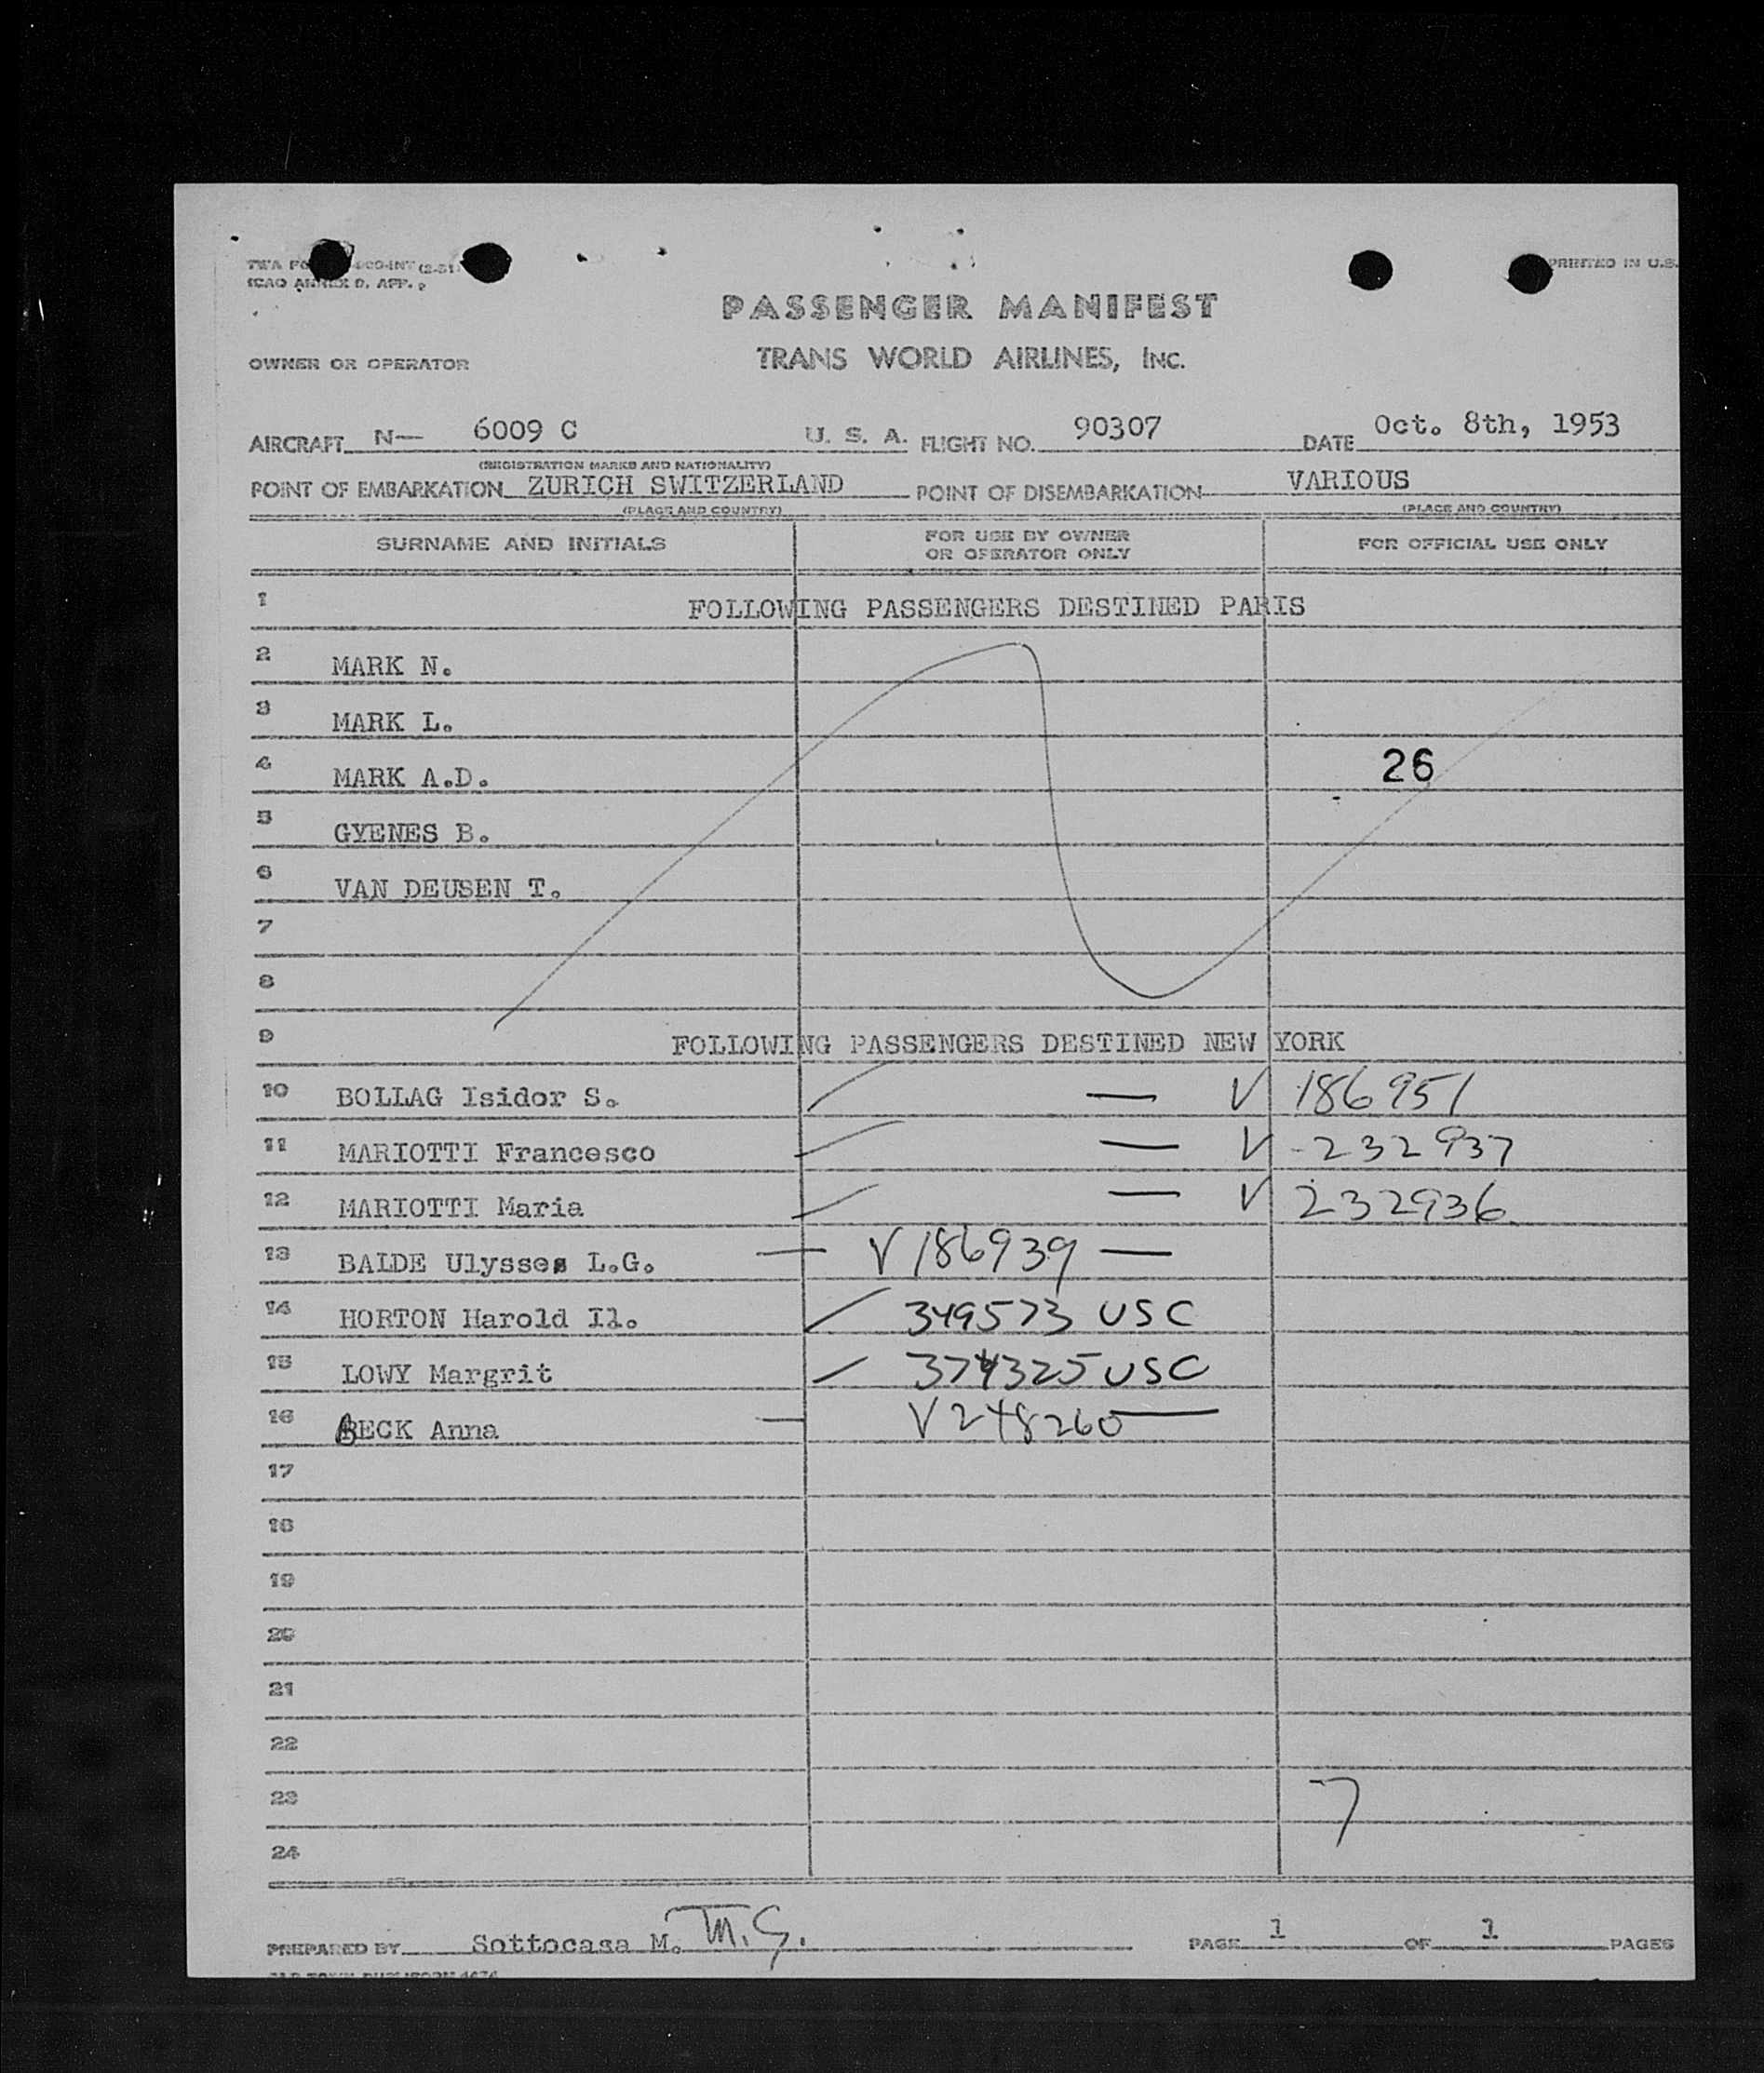 ICAO ANNEX 9, APP.
PRINTED IN U.S.
PASSENGER MANIFEST
OWNER OR OPERATOR TRANS WORLD AIRLINES, INC.
AIRCRAFT N— 6009 C U. S. A. FLIGHT NO. 90307 DATE Oct. 8th, 1953
(REGISTRATION MARKS AND NATIONALITY)
POINT OF EMBARKATION ZURICH SWITZERLAND POINT OF DISEMBARKATION VARIOUS
(PLACE AND COUNTRY) (PLACE AND COUNTRY)
SURNAME AND INITIALS FOR USE BY OWNER OR OPERATOR ONLY FOR OFFICIAL USE ONLY
1 FOLLOWING PASSENGERS DESTINED PARIS
2 MARK N.
3 MARK L.
4 MARK A.D. 26
5 GYENES B.
6 VAN DEUSEN T.
7
8
9 FOLLOWING PASSENGERS DESTINED NEW YORK
10 BOLLAG Isidor S. — V 186951
11 MARIOTTI Francesco — V -232937
12 MARIOTTI Maria — V 232936
13 BALDE Ulysses L.G. — V 186939 —
14 HORTON Harold Il. 349573 USC
15 LOWY Margrit 374325 USC
16 BECK Anna — V 248260 —
17
18
19
20
21
22
23 7
24
PREPARED BY Sottocasa M. M.S. PAGE 1 OF 1 PAGES